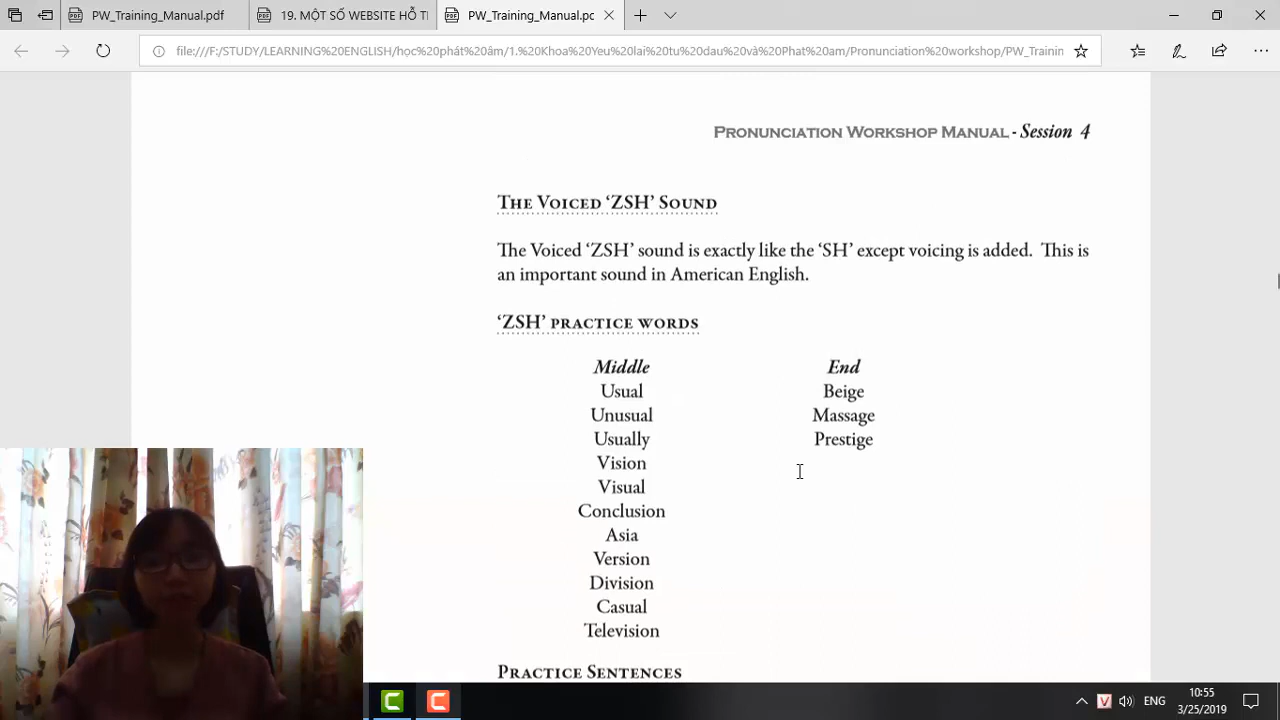 PW_Training_Manual.pdf
19. MỘT SỐ WEBSITE HỖ T
PW_Training_Manual.pd
file:///F:/STUDY/LEARNING%20ENGLISH/học%20phát%20âm/1.%20Khoa%20Yeu%20lai%20tu%20dau%20và%20Phat%20am/Pronunciation%20workshop/PW_Trainin
Pronunciation Workshop Manual - Session 4
The Voiced ‘ZSH’ Sound
The Voiced ‘ZSH’ sound is exactly like the ‘SH’ except voicing is added. This is
an important sound in American English.
‘ZSH’ practice words
Middle
Usual
Unusual
Usually
Vision
Visual
Conclusion
Asia
Version
Division
Casual
Television
End
Beige
Massage
Prestige
Practice Sentences
V
ENG
10:55
3/25/2019